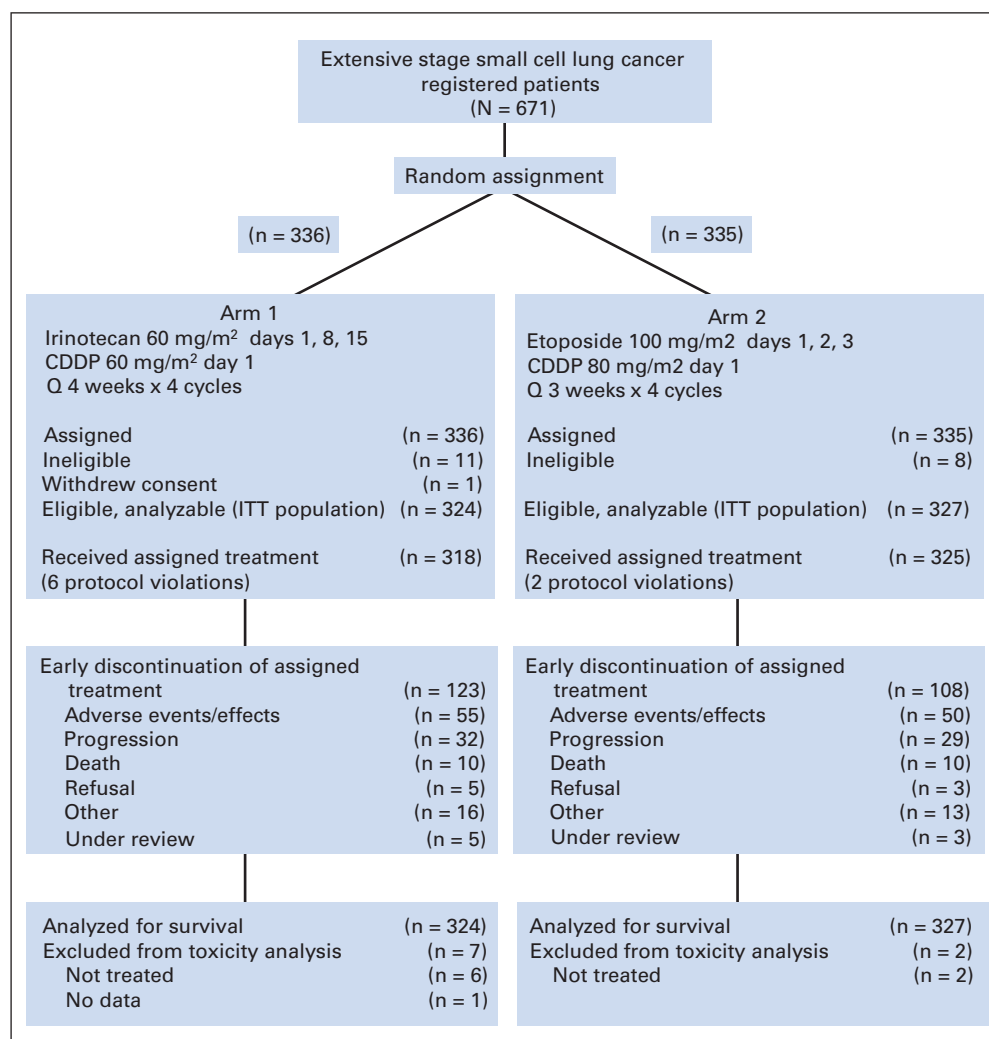 Extensive stage small cell lung cancer
registered patients
(N = 671)
Random assignment
(n = 336)
(n = 335)
Arm 1
Irinotecan 60 mg/m² days 1, 8, 15
CDDP 60 mg/m² day 1
Q 4 weeks x 4 cycles
Assigned (n = 336)
Ineligible (n = 11)
Withdrew consent (n = 1)
Eligible, analyzable (ITT population) (n = 324)
Received assigned treatment (n = 318)
(6 protocol violations)
Arm 2
Etoposide 100 mg/m2 days 1, 2, 3
CDDP 80 mg/m2 day 1
Q 3 weeks x 4 cycles
Assigned (n = 335)
Ineligible (n = 8)
Eligible, analyzable (ITT population) (n = 327)
Received assigned treatment (n = 325)
(2 protocol violations)
Early discontinuation of assigned
treatment (n = 123)
Adverse events/effects (n = 55)
Progression (n = 32)
Death (n = 10)
Refusal (n = 5)
Other (n = 16)
Under review (n = 5)
Early discontinuation of assigned
treatment (n = 108)
Adverse events/effects (n = 50)
Progression (n = 29)
Death (n = 10)
Refusal (n = 3)
Other (n = 13)
Under review (n = 3)
Analyzed for survival (n = 324)
Excluded from toxicity analysis (n = 7)
Not treated (n = 6)
No data (n = 1)
Analyzed for survival (n = 327)
Excluded from toxicity analysis (n = 2)
Not treated (n = 2)